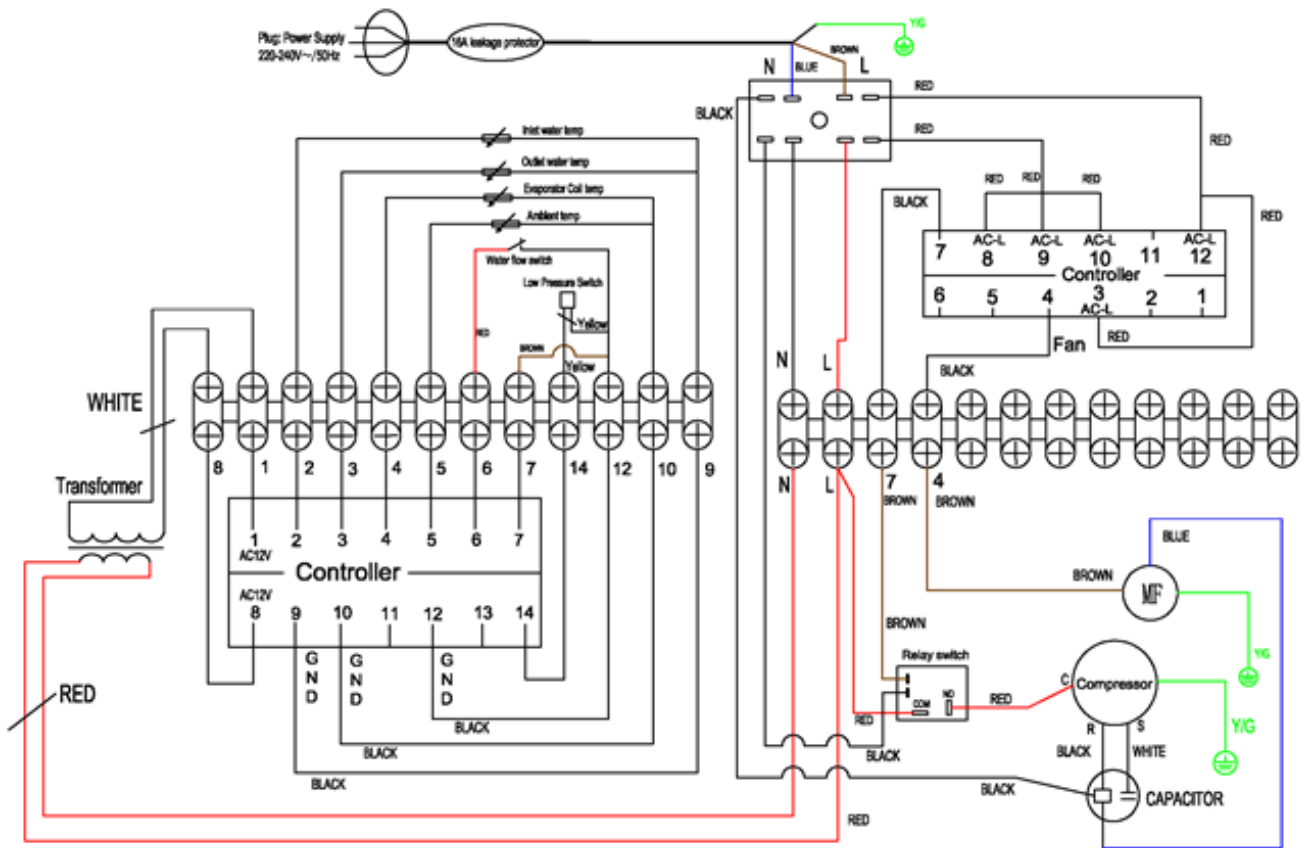 Plug: Power Supply
220-240V~/50Hz
16A leakage protector
Y/G
BROWN
N
BLUE
L
RED
BLACK
RED
RED
Inlet water temp
Outlet water temp
Evaporator Coil temp
Ambient temp
Water flow switch
Low Pressure Switch
Yellow
RED
BROWN
Yellow
BLACK
RED
RED
RED
RED
7
AC-L
8
AC-L
9
AC-L
10
11
AC-L
12
Controller
6
5
4
3
AC-L
2
1
Fan
RED
BLACK
N
L
WHITE
Transformer
8
1
2
3
4
5
6
7
14
12
10
9
N
L
7
4
BROWN
BROWN
1
AC12V
2
3
4
5
6
7
Controller
AC12V
8
9
10
11
12
13
14
GND
GND
GND
RED
BLACK
BLACK
BLACK
BLUE
BROWN
MF
Y/G
BROWN
Relay switch
COM
NO
RED
RED
C
Compressor
R
S
BLACK
WHITE
Y/G
BLACK
BLACK
CAPACITOR
RED